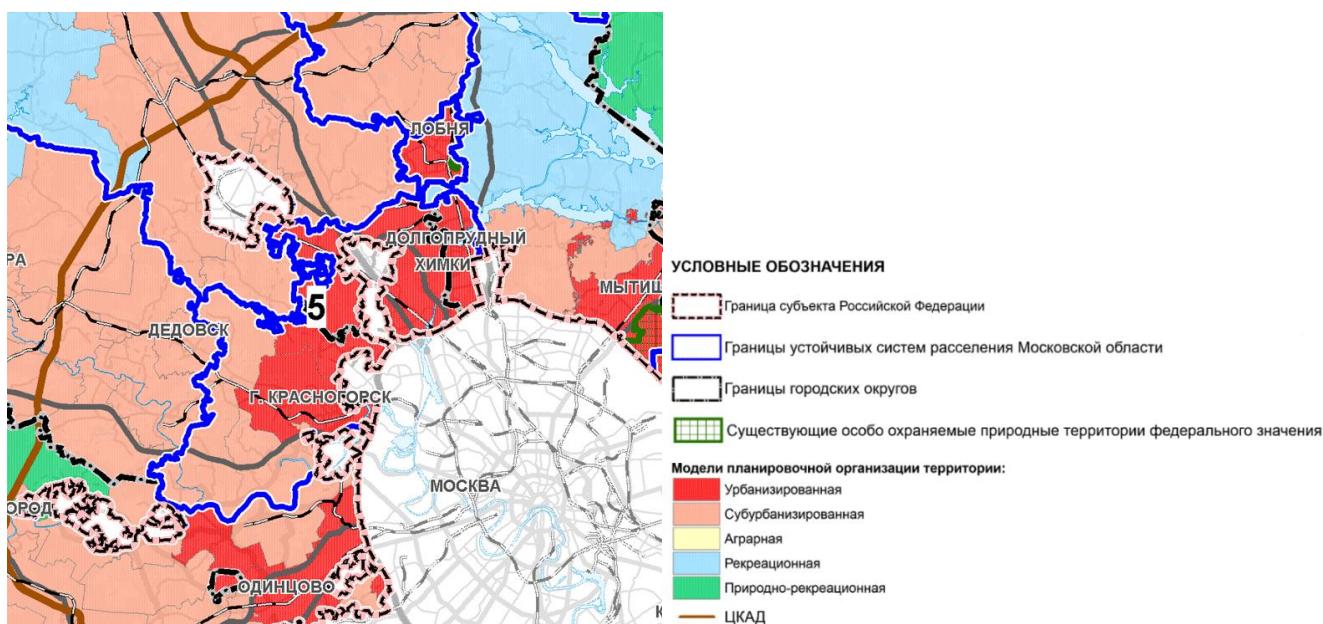 ЛОБНЯ
ДОЛГОПРУДНЫЙ
ХИМКИ
РА
МЫТИЩ
5
ДЕДОВСК
Г. КРАСНОГОРСК
МОСКВА
ОРОД
ОДИНЦОВО
К
УСЛОВНЫЕ ОБОЗНАЧЕНИЯ
Граница субъекта Российской Федерации
Границы устойчивых систем расселения Московской области
Границы городских округов
Существующие особо охраняемые природные территории федерального значения
Модели планировочной организации территории:
Урбанизированная
Субурбанизированная
Аграрная
Рекреационная
Природно-рекреационная
ЦКАД